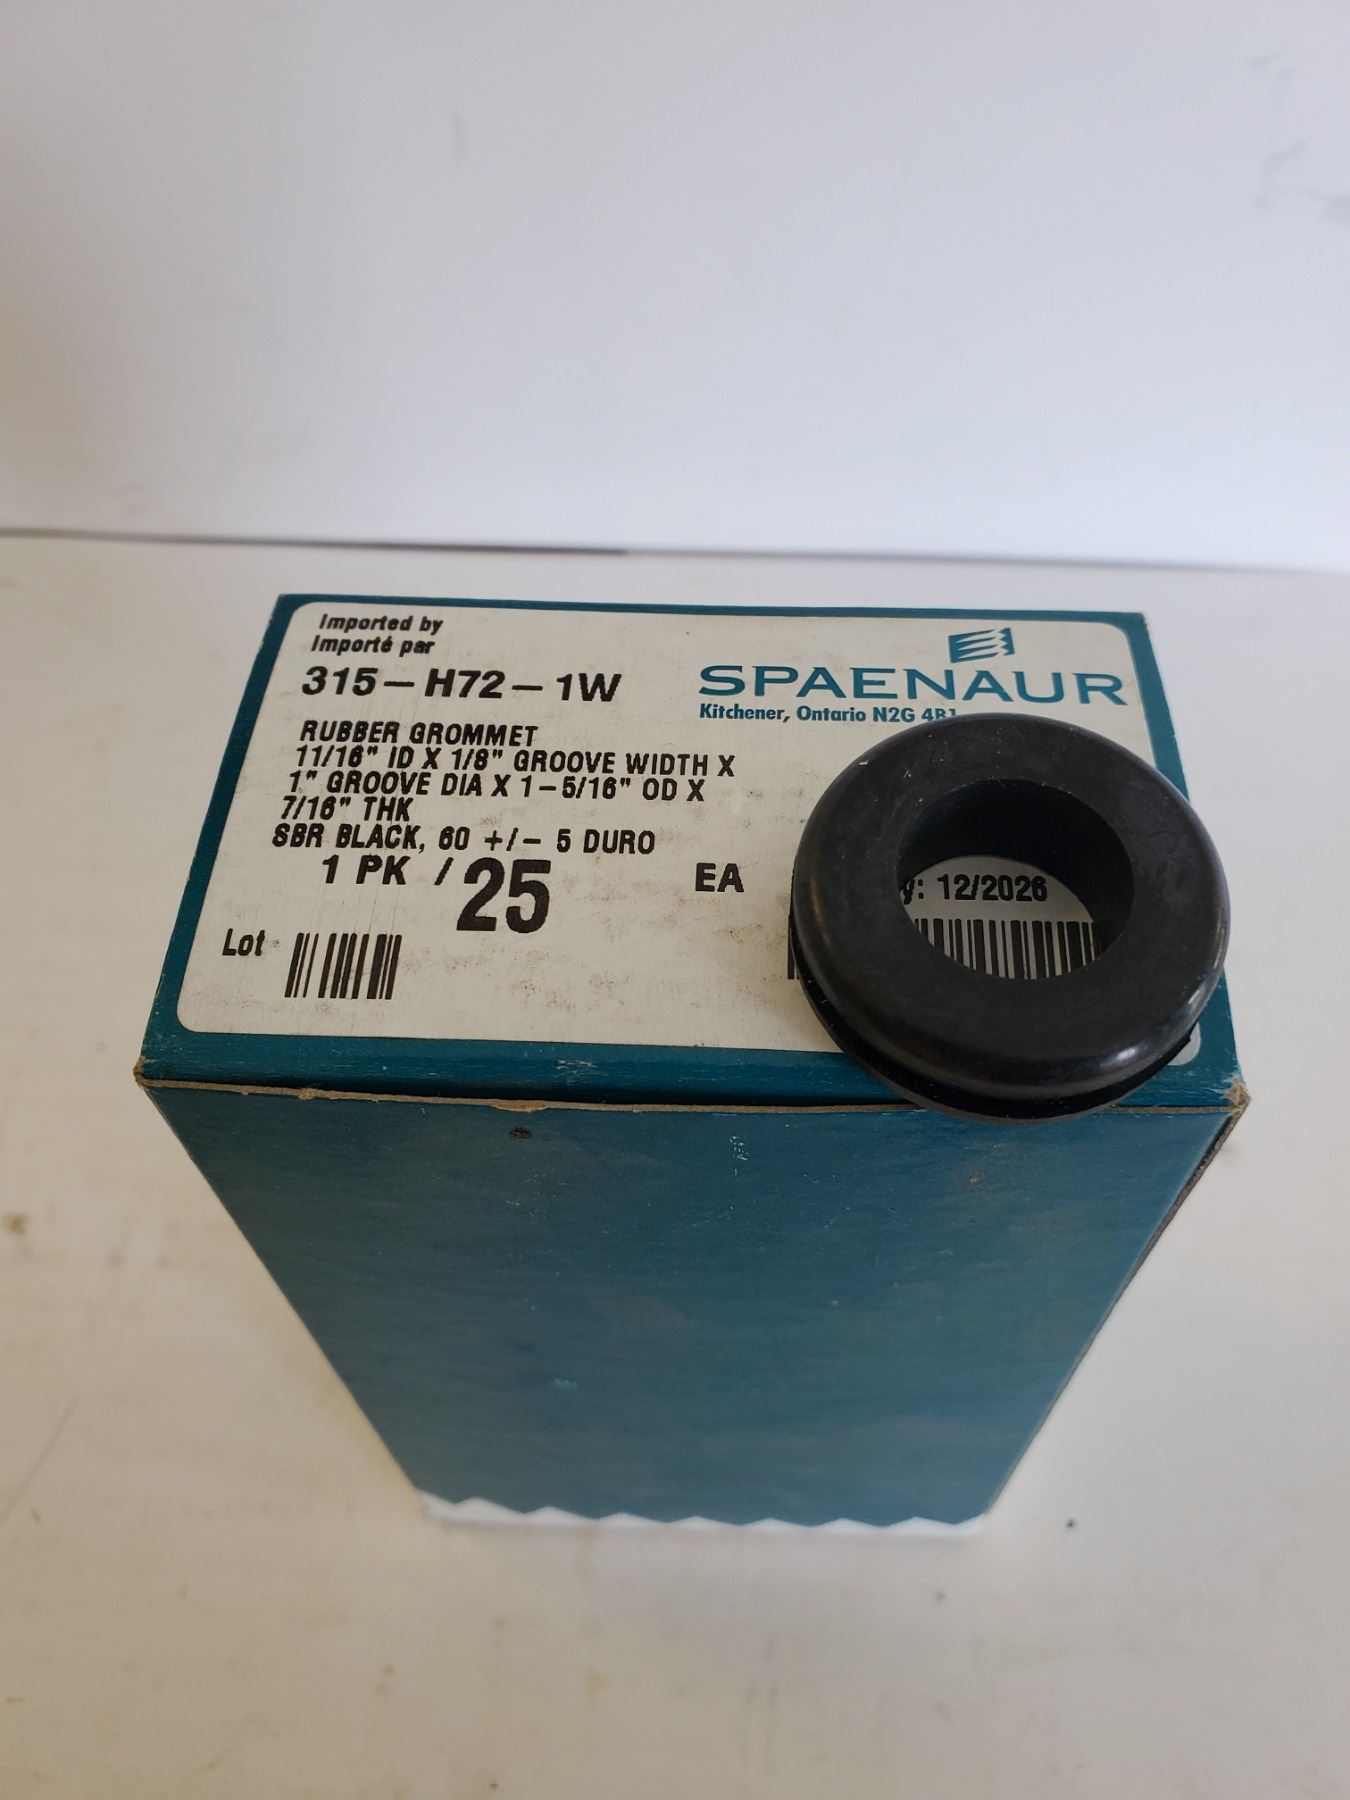 Imported by
Importé par
315-H72-1W
SPAENAUR
Kitchener, Ontario N2G 4B1
RUBBER GROMMET
11/16" ID X 1/8" GROOVE WIDTH X
1" GROOVE DIA X 1-5/16" OD X
7/16" THK
SBR BLACK, 60 +/- 5 DURO
1 PK / 25 EA
: 12/2026
Lot